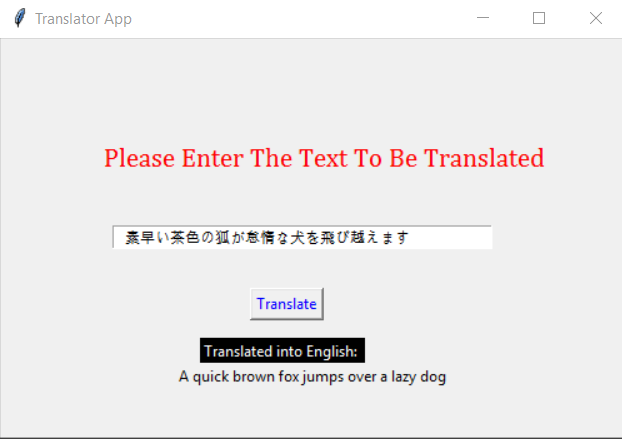 Translator App
Please Enter The Text To Be Translated
素早い茶色の狐が怠惰な犬を飛び越えます
Translate
Translated into English:
A quick brown fox jumps over a lazy dog